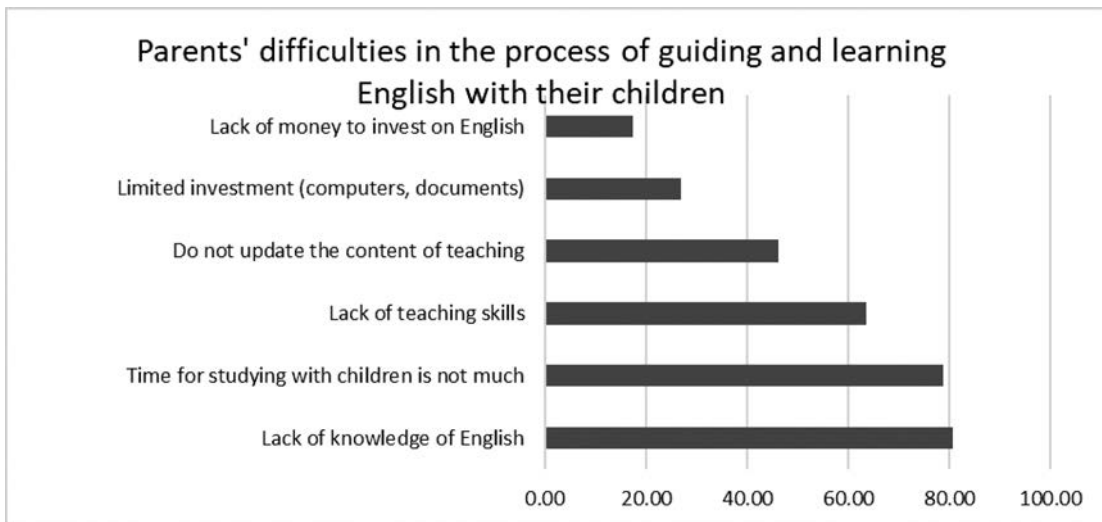 Parents' difficulties in the process of guiding and learning
English with their children
Lack of money to invest on English
Limited investment (computers, documents)
Do not update the content of teaching
Lack of teaching skills
Time for studying with children is not much
Lack of knowledge of English
0.00 20.00 40.00 60.00 80.00 100.00